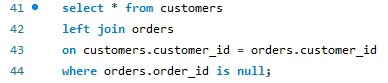 41 select * from customers
42 left join orders
43 on customers.customer_id = orders.customer_id
44 where orders.order_id is null;